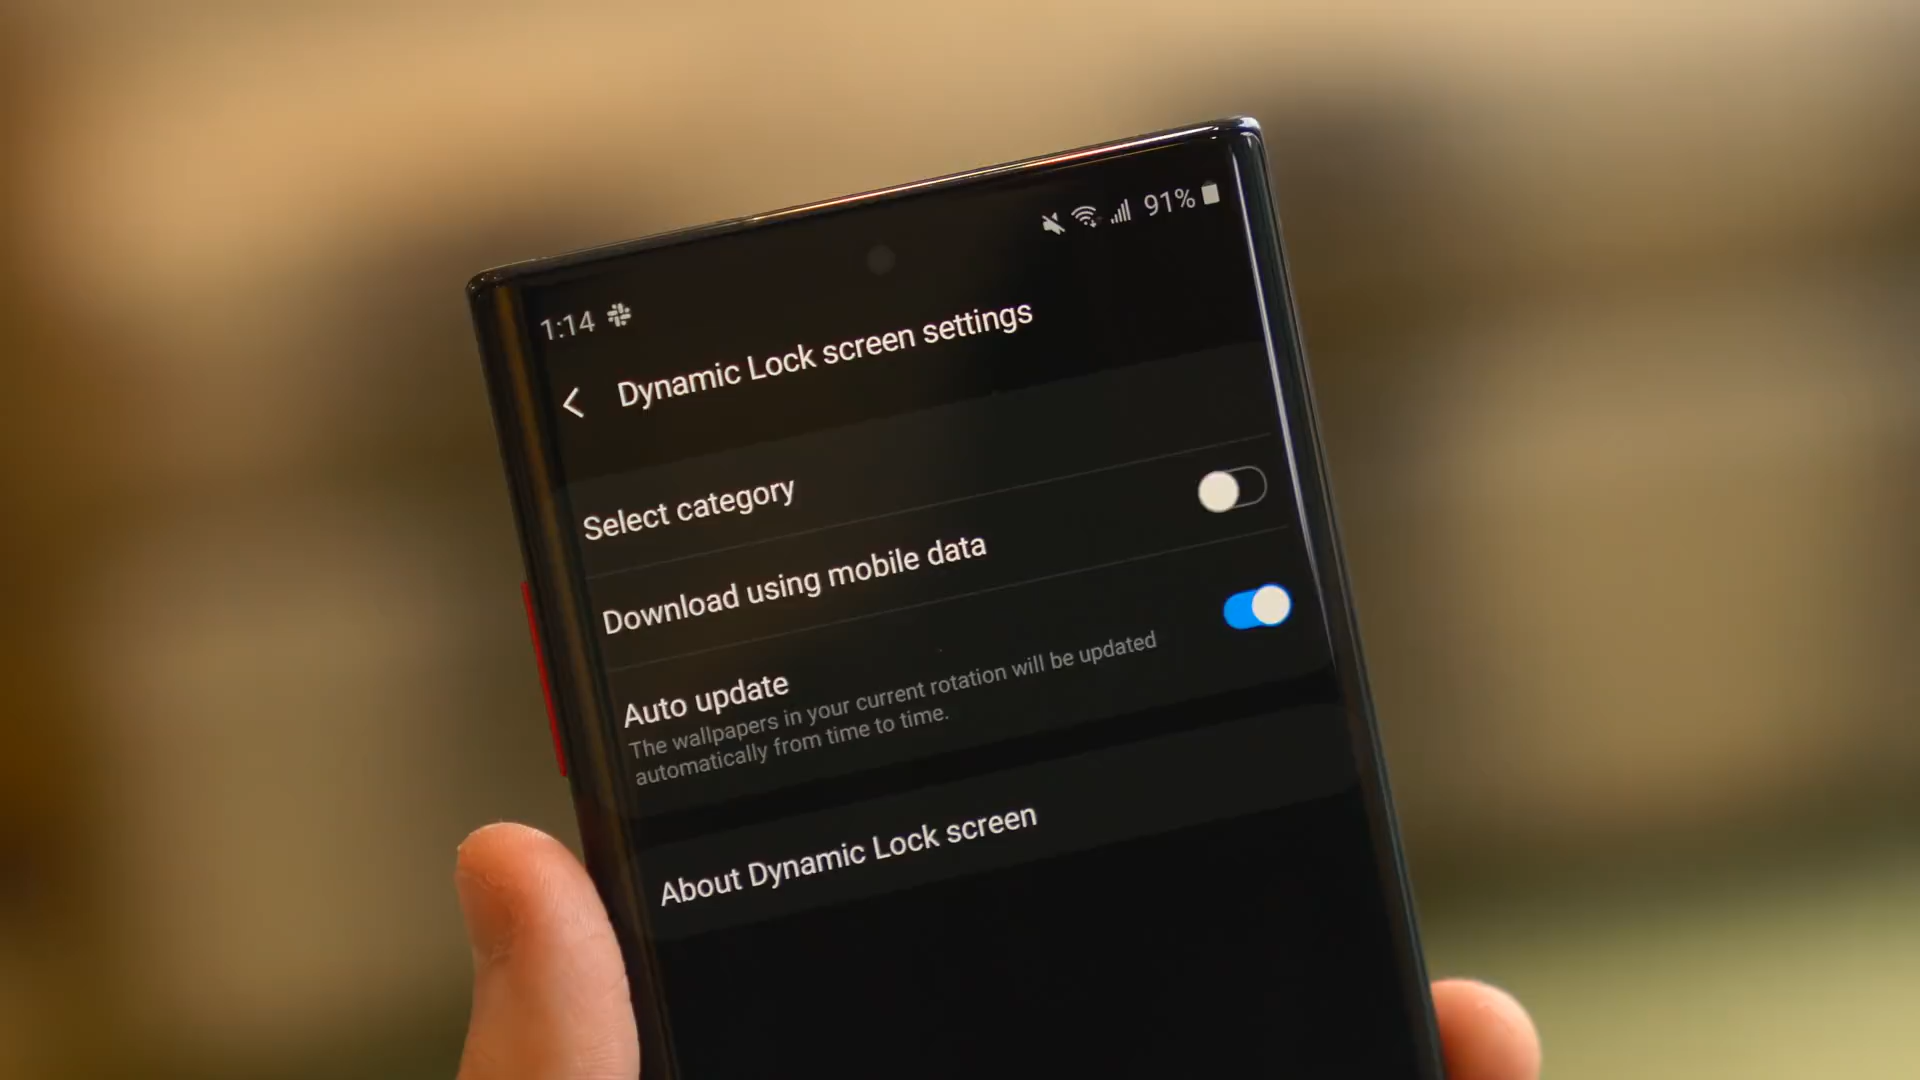 1:14
91%
Dynamic Lock screen settings
Select category
Download using mobile data
Auto update
The wallpapers in your current rotation will be updated
automatically from time to time.
About Dynamic Lock screen